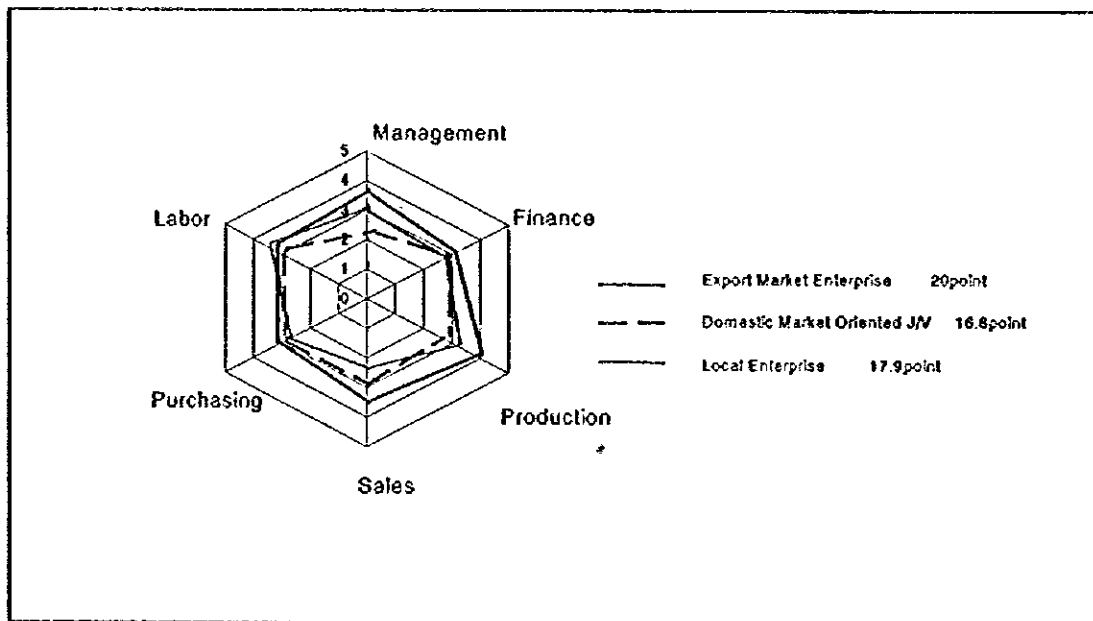 Management
5
4
3
2
1
0
Labor
Finance
Purchasing
Production
Sales
Export Market Enterprise 20point
Domestic Market Oriented J/V 16.8point
Local Enterprise 17.9point